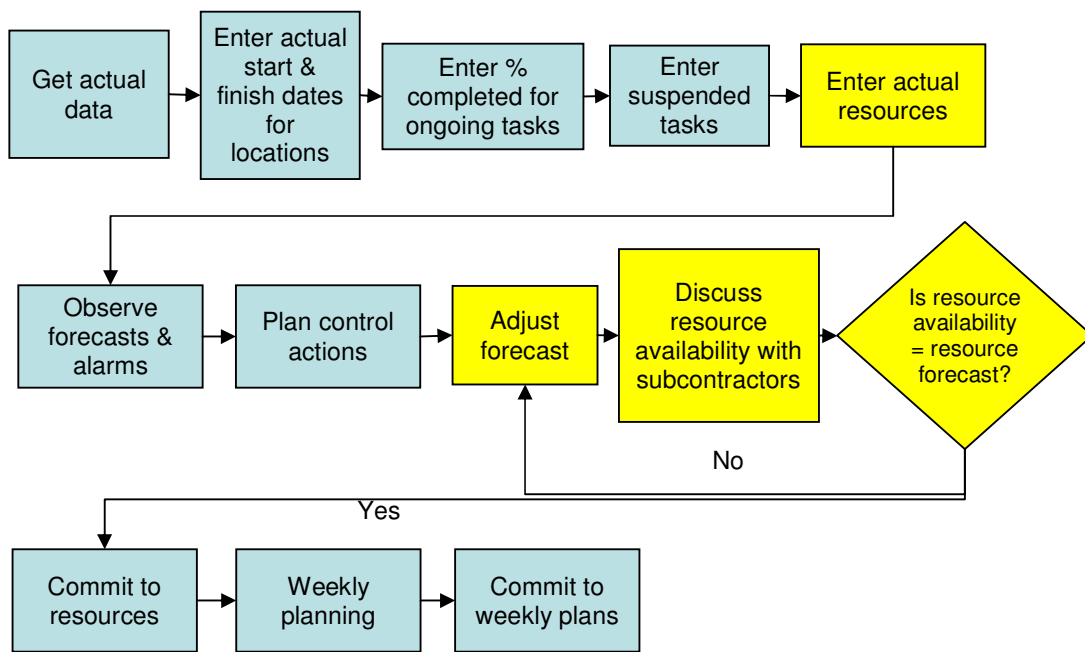 Get actual
data
Enter actual
start &
finish dates
for
locations
Enter %
completed for
ongoing tasks
Enter
suspended
tasks
Enter actual
resources
Observe
forecasts &
alarms
Plan control
actions
Adjust
forecast
Discuss
resource
availability with
subcontractors
Is resource
availability
= resource
forecast?
No
Yes
Commit to
resources
Weekly
planning
Commit to
weekly plans